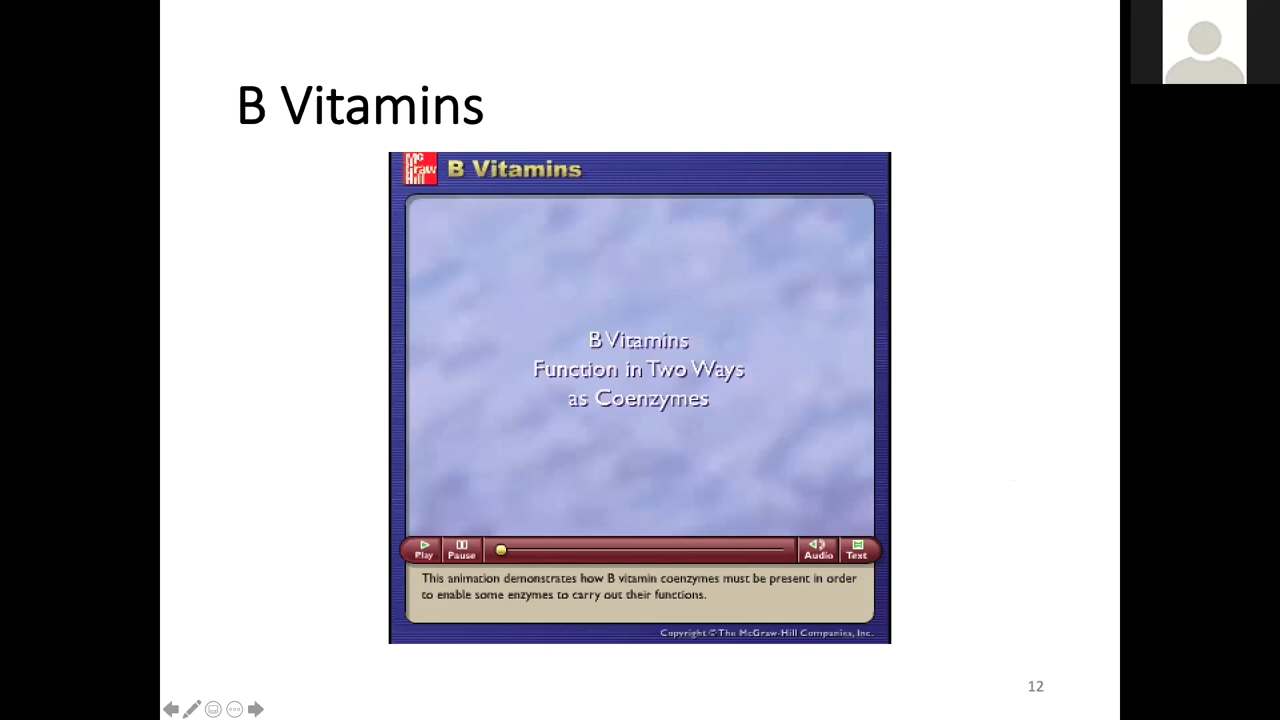 B Vitamins
Mc
Graw
Hill
B Vitamins
B Vitamins
Function in Two Ways
as Coenzymes
Play
Pause
Audio
Text
This animation demonstrates how B vitamin coenzymes must be present in order
to enable some enzymes to carry out their functions.
Copyright © The McGraw-Hill Companies, Inc.
12